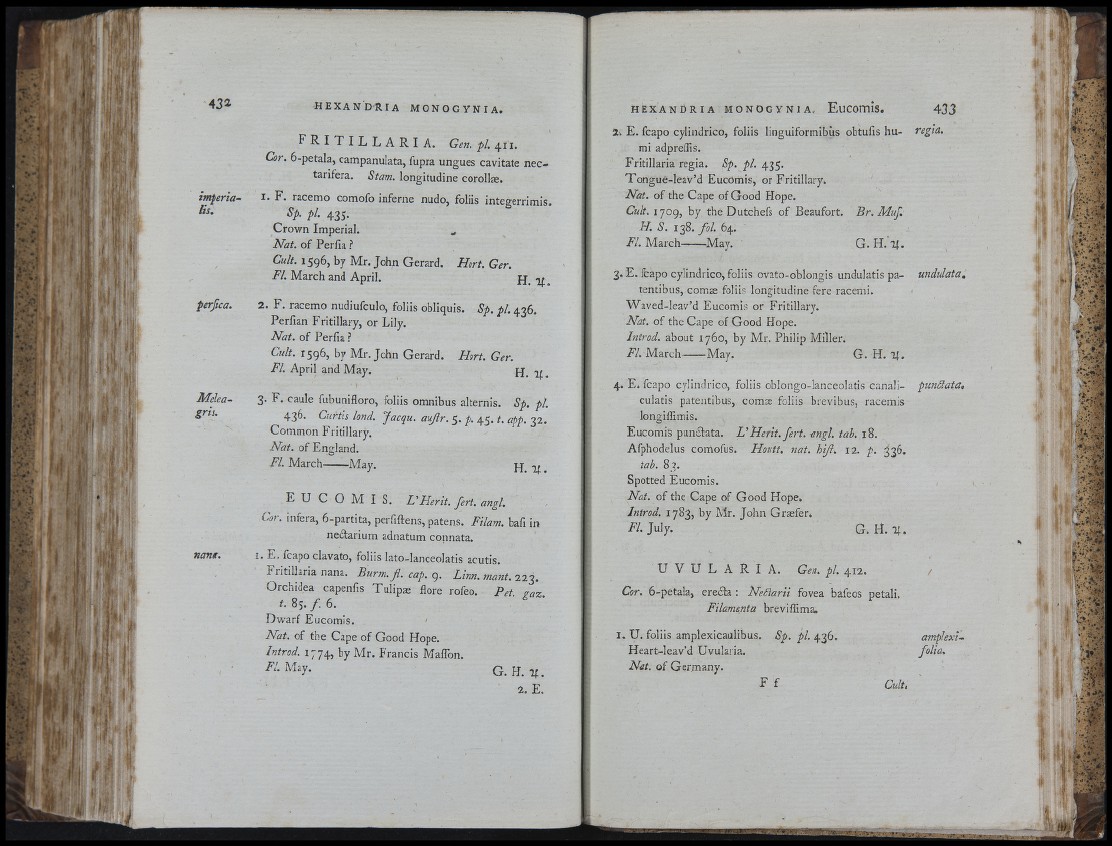 432 HEXANDRIA MONOGYNIA.
FRITILLARIA. Gen. pl. 411.
Cor. 6-petala, campanulata, ſupra ungues cavitate nec-
tarifera. Stam. longitudine corollæ.
imperia- 1. F. racemo comoſo inferne nudo, foliis integerrimis.
lis. Sp. pl. 435.
Crown Imperial.
Nat. of Perſia ?
Cult. 1596, by Mr. John Gerard. Hort. Ger.
Fl. March and April. H. ♃.
perſica. 2. F. racemo nudiuſculo, foliis obliquis. Sp. pl. 436.
Perſian Fritillary, or Lily.
Nat. of Perſia ?
Cult. 1596, by Mr. John Gerard. Hort. Ger.
Fl. April and May. H. ♃.
Melea- 3. F. caule ſubunifloro, foliis omnibus alternis. Sp. pl.
gris. 436. Curtis lond. Jacqu. auſtr. 5. p. 45. t. app. 32.
Common Fritillary.
Nat. of England.
Fl. March——May. H. ♃.
EUCOMIS. L'Herit. ſert. angl.
Cor. infera, 6-partita, perſiſtens, patens. Filam. baſi in
nectarium adnatum connata.
nana. 1. E. ſcapo clavato, foliis lato-lanceolatis acutis.
Fritillaria nana. Burm. fl. cap. 9. Linn. mant. 223.
Orchidea capenſis Tulipæ flore roſeo. Pet. gaz.
t. 85. f. 6.
Dwarf Eucomis.
Nat. of the Cape of Good Hope.
Introd. 1774, by Mr. Francis Maſſon.
Fl. May. G. H. ♃.
2. E.
HEXANDRIA MONOGYNIA. Eucomis. 433
2. E. ſcapo cylindrico, foliis linguiformibus obtuſis hu- regia.
mi adpreſſis.
Fritillaria regia. Sp. pl. 435.
Tongue-leav'd Eucomis, or Fritillary.
Nat. of the Cape of Good Hope.
Cult. 1709, by the Dutcheſs of Beaufort. Br. Muſ.
H. S. 138. fol. 64.
Fl. March——May. G. H. ♃.
3. E. ſcapo cylindrico, foliis ovato-oblongis undulatis pa- undulata.
tentibus, comæ foliis longitudine fere racemi.
Waved-leav'd Eucomis or Fritillary.
Nat. of the Cape of Good Hope.
Introd. about 1760, by Mr. Philip Miller.
Fl. March——May. G. H. ♃.
4. E. ſcapo cylindrico, foliis oblongo-lanceolatis canali- punctata.
culatis patentibus, comæ foliis brevibus, racemis
longiſſimis.
Eucomis punctata. L'Herit. ſert. angl. tab. 18.
Aſphodelus comoſus. Houtt. nat. hiſt. 12. p. 336.
tab. 83.
Spotted Eucomis.
Nat. of the Cape of Good Hope.
Introd. 1783, by Mr. John Græfer.
Fl. July. G. H. ♃.
UVULARIA. Gen. pl. 412.
Cor. 6-petala, erecta : Nectarii fovea baſeos petali.
Filamenta breviſſima.
1. U. foliis amplexicaulibus. Sp. pl. 436. amplexi-
Heart-leav'd Uvularia. folia.
Nat. of Germany.
F f Cult.